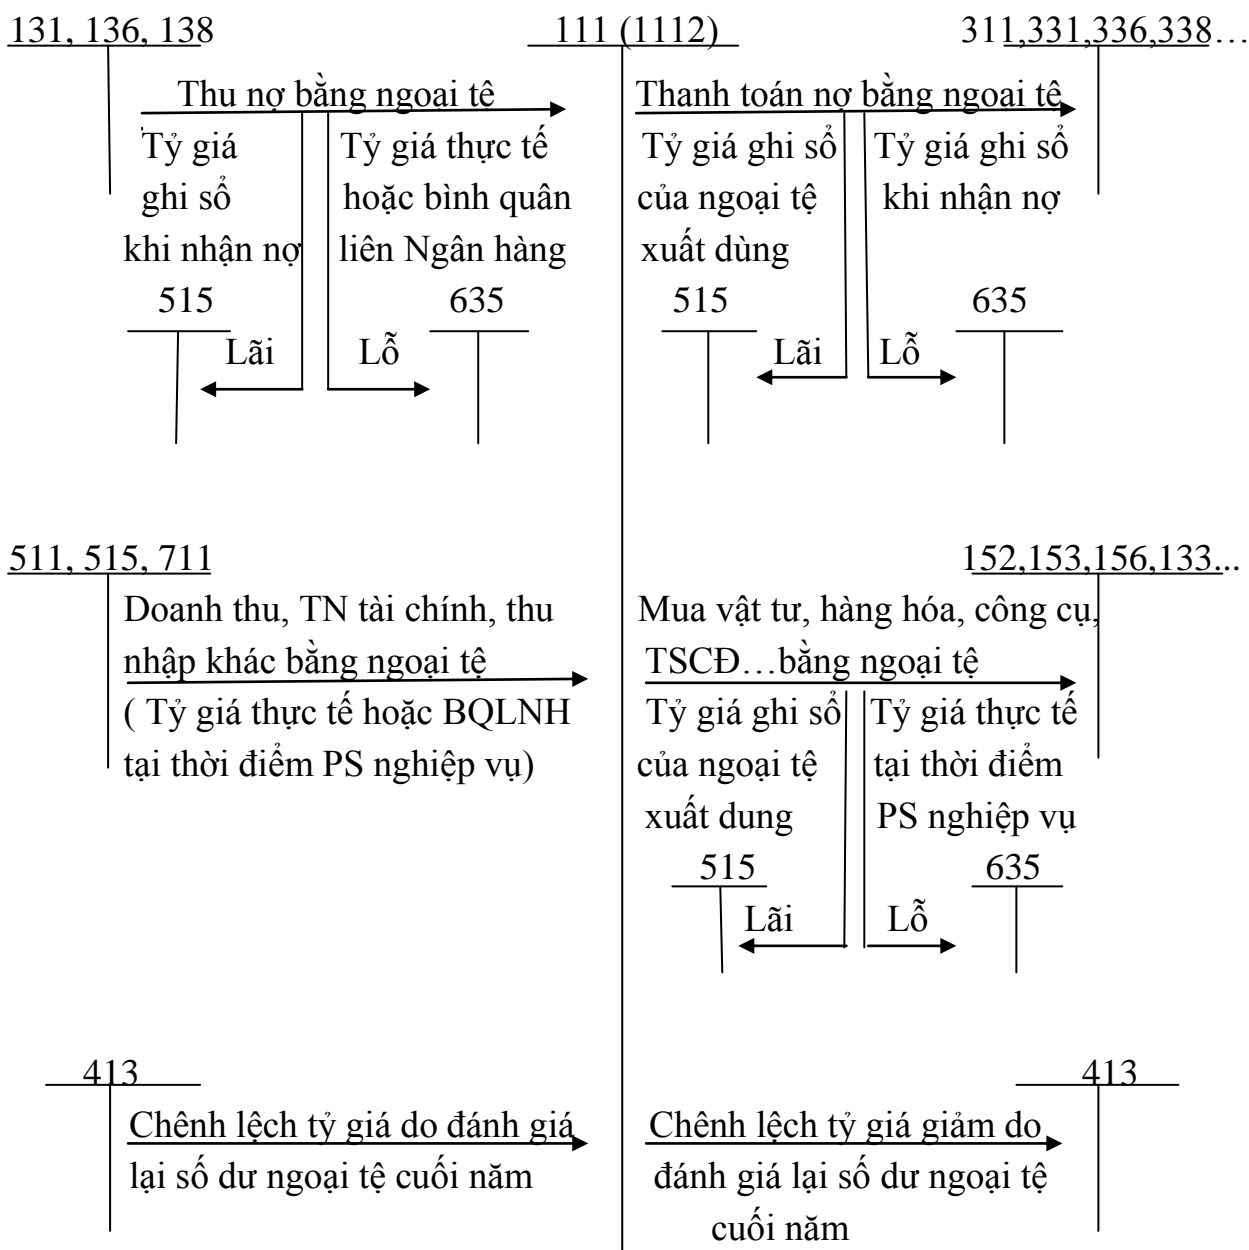 131, 136, 138
111 (1112)
311,331,336,338…
Thu nợ bằng ngoại tệ
Tỷ giá
ghi sổ
khi nhận nợ
Tỷ giá thực tế
hoặc bình quân
liên Ngân hàng
515
635
Lãi
Lỗ
Thanh toán nợ bằng ngoại tệ
Tỷ giá ghi sổ
của ngoại tệ
xuất dùng
Tỷ giá ghi sổ
khi nhận nợ
515
635
Lãi
Lỗ
511, 515, 711
152,153,156,133...
Doanh thu, TN tài chính, thu
nhập khác bằng ngoại tệ
( Tỷ giá thực tế hoặc BQLNH
tại thời điểm PS nghiệp vụ)
Mua vật tư, hàng hóa, công cụ,
TSCĐ…bằng ngoại tệ
Tỷ giá ghi sổ
của ngoại tệ
xuất dung
Tỷ giá thực tế
tại thời điểm
PS nghiệp vụ
515
635
Lãi
Lỗ
413
413
Chênh lệch tỷ giá do đánh giá
lại số dư ngoại tệ cuối năm
Chênh lệch tỷ giá giảm do
đánh giá lại số dư ngoại tệ
cuối năm